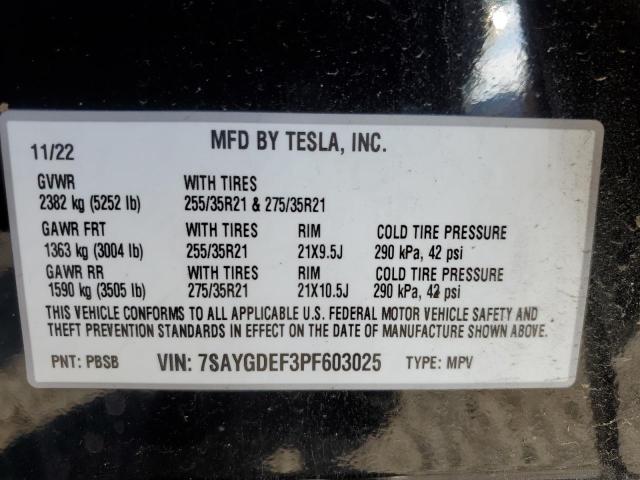 MFD BY TESLA, INC.
11/22
GVWR WITH TIRES
2382 kg (5252 lb) 255/35R21 & 275/35R21
GAWR FRT WITH TIRES RIM COLD TIRE PRESSURE
1363 kg (3004 lb) 255/35R21 21X9.5J 290 kPa, 42 psi
GAWR RR WITH TIRES RIM COLD TIRE PRESSURE
1590 kg (3505 lb) 275/35R21 21X10.5J 290 kPa, 42 psi
THIS VEHICLE CONFORMS TO ALL APPLICABLE U.S. FEDERAL MOTOR VEHICLE SAFETY AND
THEFT PREVENTION STANDARDS IN EFFECT ON THE DATE OF MANUFACTURE SHOWN ABOVE.
PNT: PBSB VIN: 7SAYGDEF3PF603025 TYPE: MPV